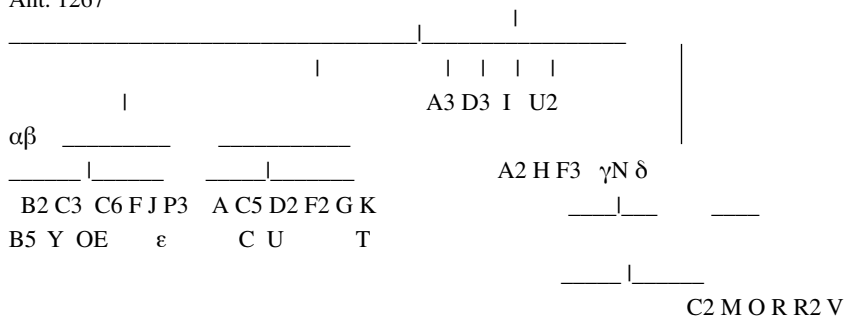 Ant. 1267
A3 D3 I U2
αβ
A2 H F3 γN δ
B2 C3 C6 F J P3 A C5 D2 F2 G K
B5 Y OE ε C U T
C2 M O R R2 V